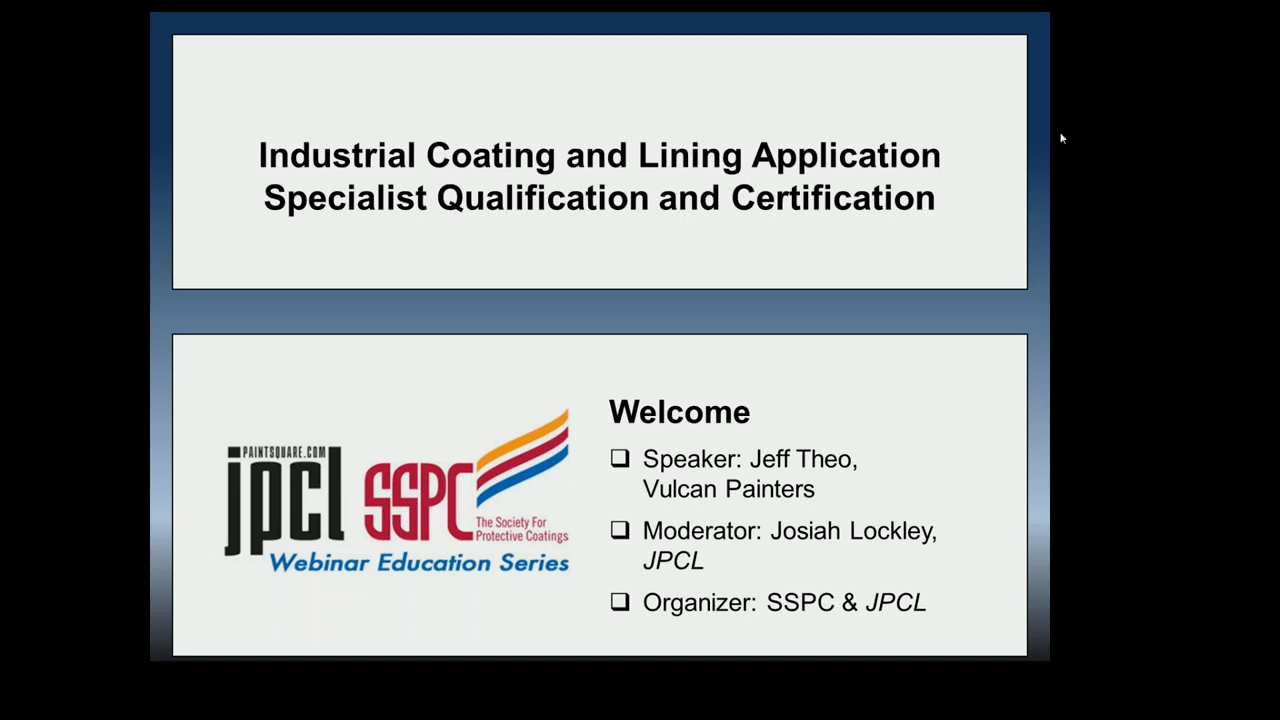 Industrial Coating and Lining Application
Specialist Qualification and Certification
PAINTSQUARE.COM
jpcl
SSPC
The Society For
Protective Coatings
Webinar Education Series
Welcome
❑ Speaker: Jeff Theo,
Vulcan Painters
❑ Moderator: Josiah Lockley,
JPCL
❑ Organizer: SSPC & JPCL